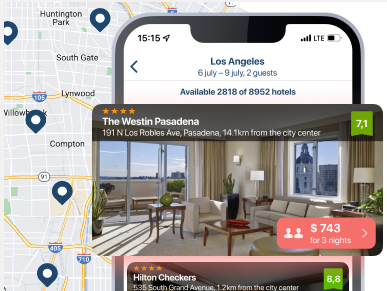 Huntington
Park
South Gate
105
Lynwood
Willowbrook
Compton
91
405
710
47
15:15
LTE
Los Angeles
6 july – 9 july, 2 guests
Available 2818 of 8952 hotels
The Westin Pasadena
191 N Los Robles Ave, Pasadena, 14.1km from the city center
7,1
$ 743
for 3 nights
Hilton Checkers
535 South Grand Avenue, 1.2km from the city center
8,8